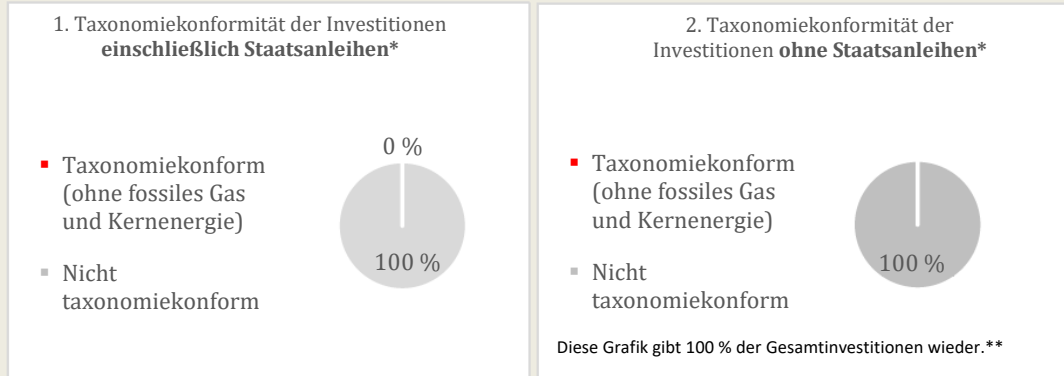 1. Taxonomiekonformität der Investitionen
einschließlich Staatsanleihen*
0 %
Taxonomiekonform
(ohne fossiles Gas
und Kernenergie)
100 %
Nicht
taxonomiekonform
2. Taxonomiekonformität der
Investitionen ohne Staatsanleihen*
Taxonomiekonform
(ohne fossiles Gas
und Kernenergie)
100 %
Nicht
taxonomiekonform
Diese Grafik gibt 100 % der Gesamtinvestitionen wieder.**